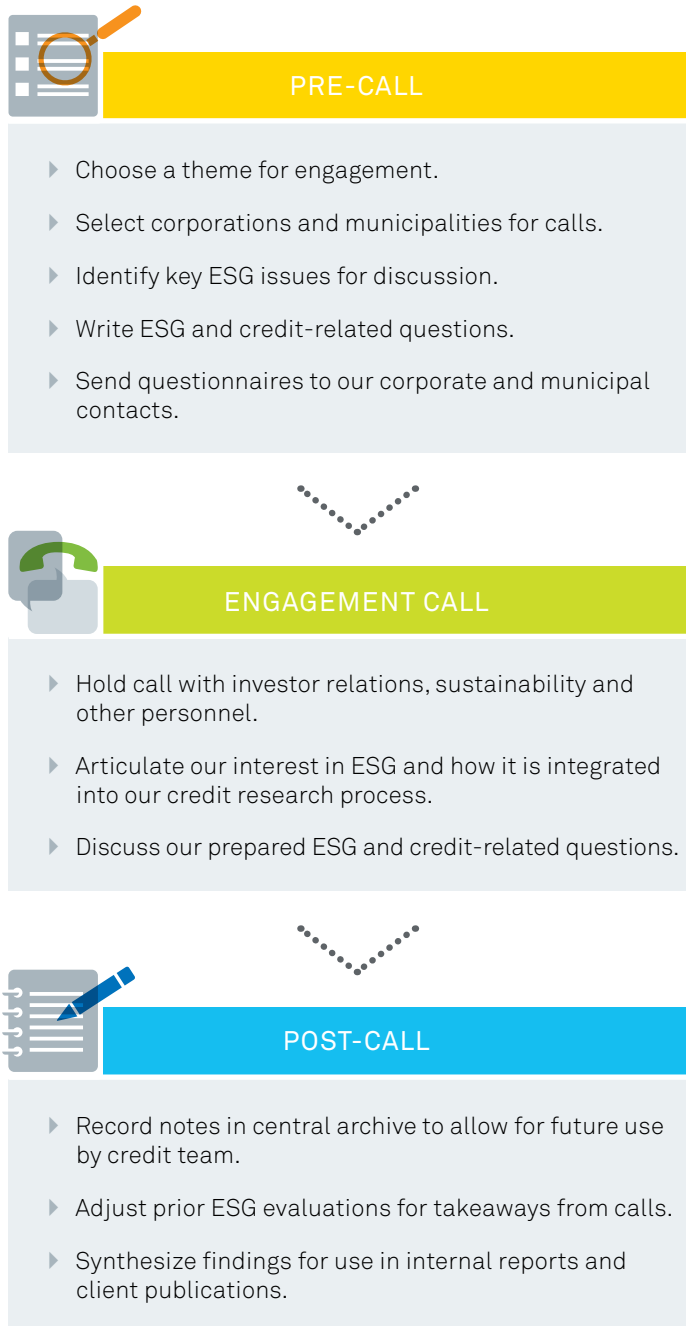 PRE-CALL
Choose a theme for engagement.
Select corporations and municipalities for calls.
Identify key ESG issues for discussion.
Write ESG and credit-related questions.
Send questionnaires to our corporate and municipal
contacts.
ENGAGEMENT CALL
Hold call with investor relations, sustainability and
other personnel.
Articulate our interest in ESG and how it is integrated
into our credit research process.
Discuss our prepared ESG and credit-related questions.
POST-CALL
Record notes in central archive to allow for future use
by credit team.
Adjust prior ESG evaluations for takeaways from calls.
Synthesize findings for use in internal reports and
client publications.